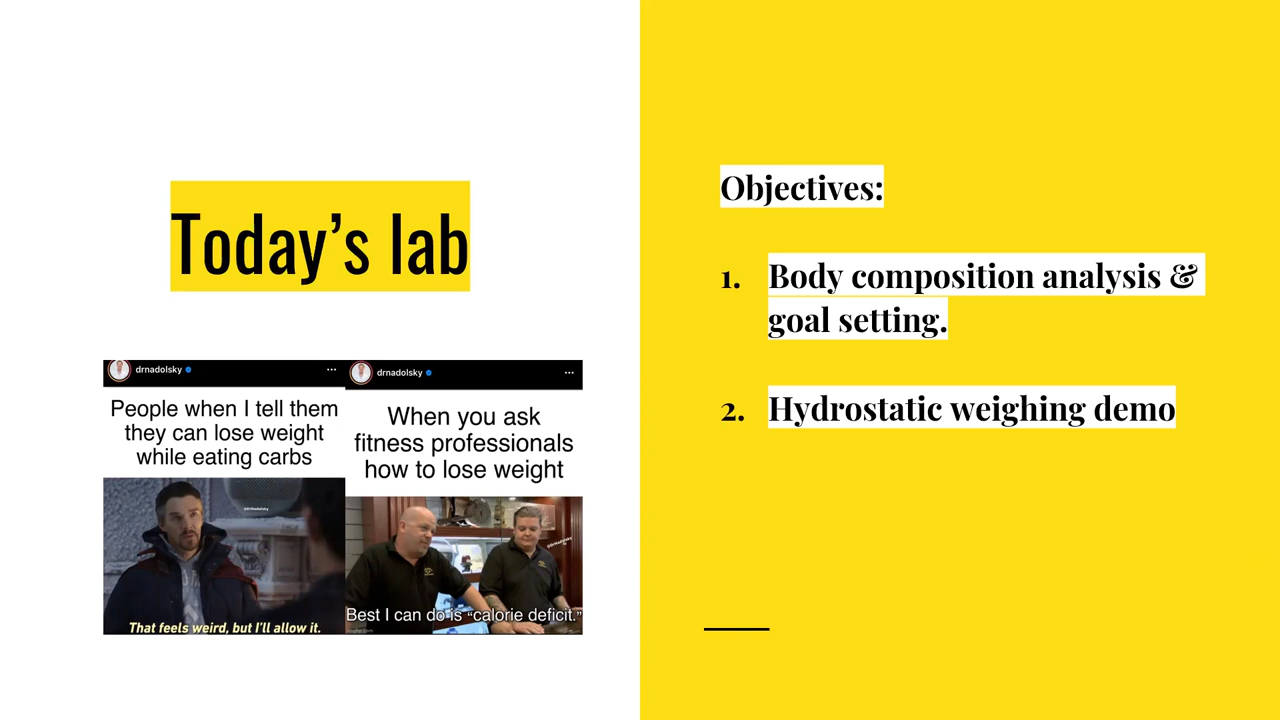 Today’s lab
drnadolsky
People when I tell them
they can lose weight
while eating carbs
@Drnadolsky
That feels weird, but I'll allow it.
drnadolsky
When you ask
fitness professionals
how to lose weight
@Drnadolsky
Best I can do is “calorie deficit.”
Objectives:
1. Body composition analysis &
goal setting.
2. Hydrostatic weighing demo